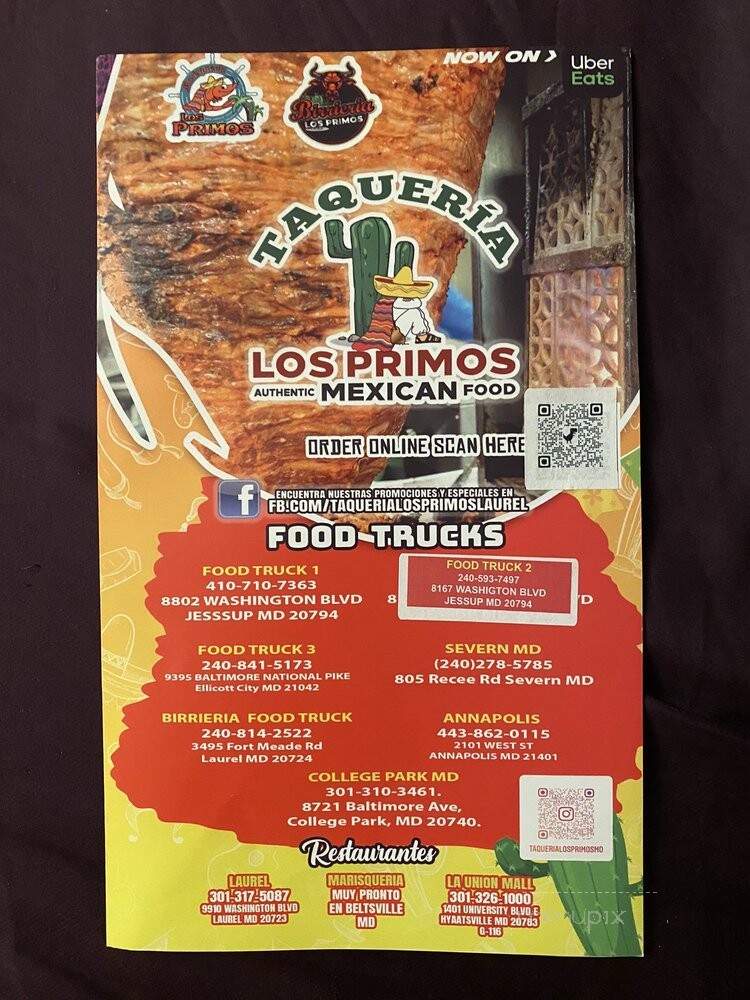 NOW ON >
Uber
Eats
LOS
PRIMOS
Birrieria
LOS PRIMOS
TAQUERÍA
LOS PRIMOS
AUTHENTIC MEXICAN FOOD
ORDER ONLINE SCAN HERE
ENCUENTRA NUESTRAS PROMOCIONES Y ESPECIALES EN
FB.COM/TAQUERIALOSPRIMOSLAUREL
FOOD TRUCKS
FOOD TRUCK 1
410-710-7363
8802 WASHINGTON BLVD
JESSSUP MD 20794
FOOD TRUCK 2
240-593-7497
8167 WASHIGTON BLVD
JESSUP MD 20794
FOOD TRUCK 3
240-841-5173
9395 BALTIMORE NATIONAL PIKE
Ellicott City MD 21042
SEVERN MD
(240)278-5785
805 Recee Rd Severn MD
BIRRIERIA FOOD TRUCK
240-814-2522
3495 Fort Meade Rd
Laurel MD 20724
ANNAPOLIS
443-862-0115
2101 WEST ST
ANNAPOLIS MD 21401
COLLEGE PARK MD
301-310-3461.
8721 Baltimore Ave,
College Park, MD 20740.
TAQUERIALOSPRIMOSMD
Restaurantes
LAUREL
301-317-5087
9910 WASHINGTON BLVD
LAUREL MD 20723
MARISQUERIA
MUY PRONTO
EN BELTSVILLE
MD
LA UNION MALL
301-326-1000
1401 UNIVERSITY BLVD E
HYAATSVILLE MD 20783
G-116